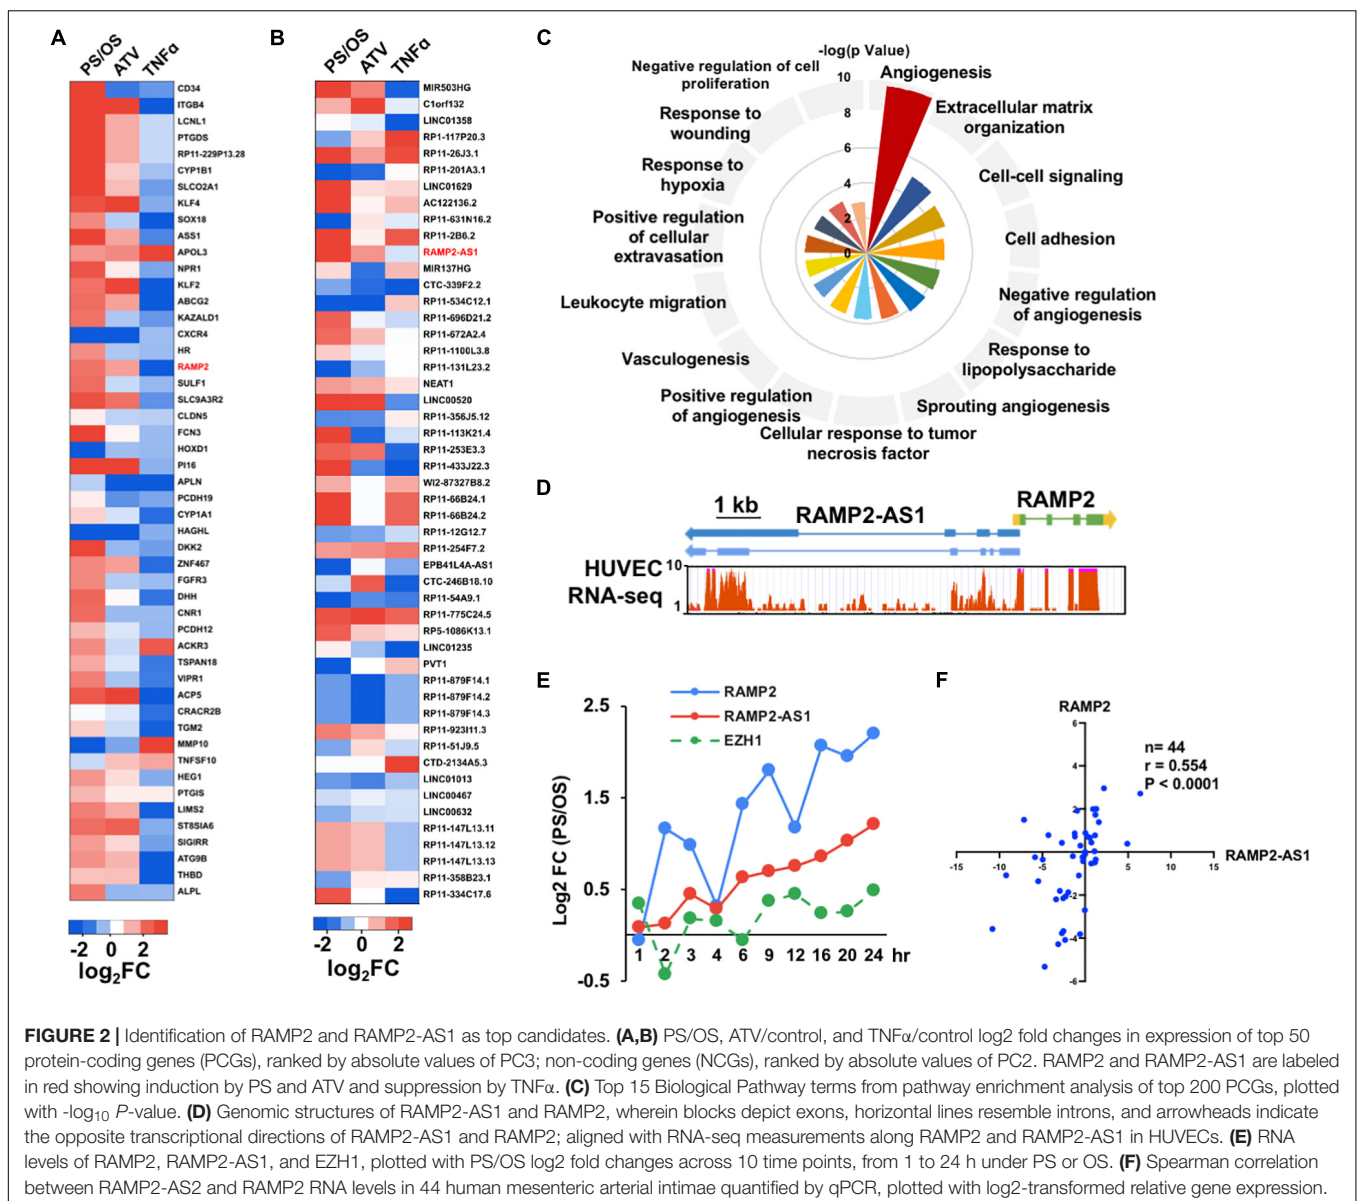 A
PS/OS
ATV
TNFα
CD34
ITGB4
LCNL1
PTGDS
RP11-229P13.28
CYP1B1
SLCO2A1
KLF4
SOX18
ASS1
APOL3
NPR1
KLF2
ABCG2
KAZALD1
CXCR4
HR
RAMP2
SULF1
SLC9A3R2
CLDN5
FCN3
HOXD1
PI16
APLN
PCDH19
CYP1A1
HAGHL
DKK2
ZNF467
FGFR3
DHH
CNR1
PCDH12
ACKR3
TSPAN18
VIPR1
ACP5
CRACR2B
TGM2
MMP10
TNFSF10
HEG1
PTGIS
LIMS2
ST8SIA6
SIGIRR
ATG9B
THBD
ALPL
-2 0 2
log2FC
B
PS/OS
ATV
TNFα
MIR503HG
C1orf132
LINC01358
RP1-117P20.3
RP11-26J3.1
RP11-201A3.1
LINC01629
AC122136.2
RP11-631N16.2
RP11-2B6.2
RAMP2-AS1
MIR137HG
CTC-339F2.2
RP11-534C12.1
RP11-696D21.2
RP11-672A2.4
RP11-1100L3.8
RP11-131L23.2
NEAT1
LINC00520
RP11-356J5.12
RP11-113K21.4
RP11-253E3.3
RP11-433J22.3
WI2-87327B8.2
RP11-66B24.1
RP11-66B24.2
RP11-12G12.7
RP11-254F7.2
EPB41L4A-AS1
CTC-246B18.10
RP11-54A9.1
RP11-775C24.5
RP5-1086K13.1
LINC01235
PVT1
RP11-879F14.1
RP11-879F14.2
RP11-879F14.3
RP11-923I11.3
RP11-51J9.5
CTD-2134A5.3
LINC01013
LINC00467
LINC00632
RP11-147L13.11
RP11-147L13.12
RP11-147L13.13
RP11-358B23.1
RP11-334C17.6
-2 0 2
log2FC
C
-log(p Value)
10
6
4
2
0
Angiogenesis
Extracellular matrix
organization
Cell-cell signaling
Cell adhesion
Negative regulation
of angiogenesis
Response to
lipopolysaccharide
Sprouting angiogenesis
Cellular response to tumor
necrosis factor
Positive regulation
of angiogenesis
Vasculogenesis
Leukocyte migration
Positive regulation
of cellular
extravasation
Response to
hypoxia
Response to
wounding
Negative regulation of cell
proliferation
D
1 kb
RAMP2-AS1
RAMP2
HUVEC
RNA-seq
10
1
E
RAMP2
RAMP2-AS1
EZH1
Log2 FC (PS/OS)
2.5
1.5
0.5
-0.5
1 2 3 4 6 9 12 16 20 24 hr
F
RAMP2
6
4
2
-2
-4
-6
n= 44
r = 0.554
P < 0.0001
-15 -10 -5 0 5 10 15
RAMP2-AS1
FIGURE 2 | Identification of RAMP2 and RAMP2-AS1 as top candidates. (A,B) PS/OS, ATV/control, and TNFα/control log2 fold changes in expression of top 50
protein-coding genes (PCGs), ranked by absolute values of PC3; non-coding genes (NCGs), ranked by absolute values of PC2. RAMP2 and RAMP2-AS1 are labeled
in red showing induction by PS and ATV and suppression by TNFα. (C) Top 15 Biological Pathway terms from pathway enrichment analysis of top 200 PCGs, plotted
with -log10 P-value. (D) Genomic structures of RAMP2-AS1 and RAMP2, wherein blocks depict exons, horizontal lines resemble introns, and arrowheads indicate
the opposite transcriptional directions of RAMP2-AS1 and RAMP2; aligned with RNA-seq measurements along RAMP2 and RAMP2-AS1 in HUVECs. (E) RNA
levels of RAMP2, RAMP2-AS1, and EZH1, plotted with PS/OS log2 fold changes across 10 time points, from 1 to 24 h under PS or OS. (F) Spearman correlation
between RAMP2-AS2 and RAMP2 RNA levels in 44 human mesenteric arterial intimae quantified by qPCR, plotted with log2-transformed relative gene expression.